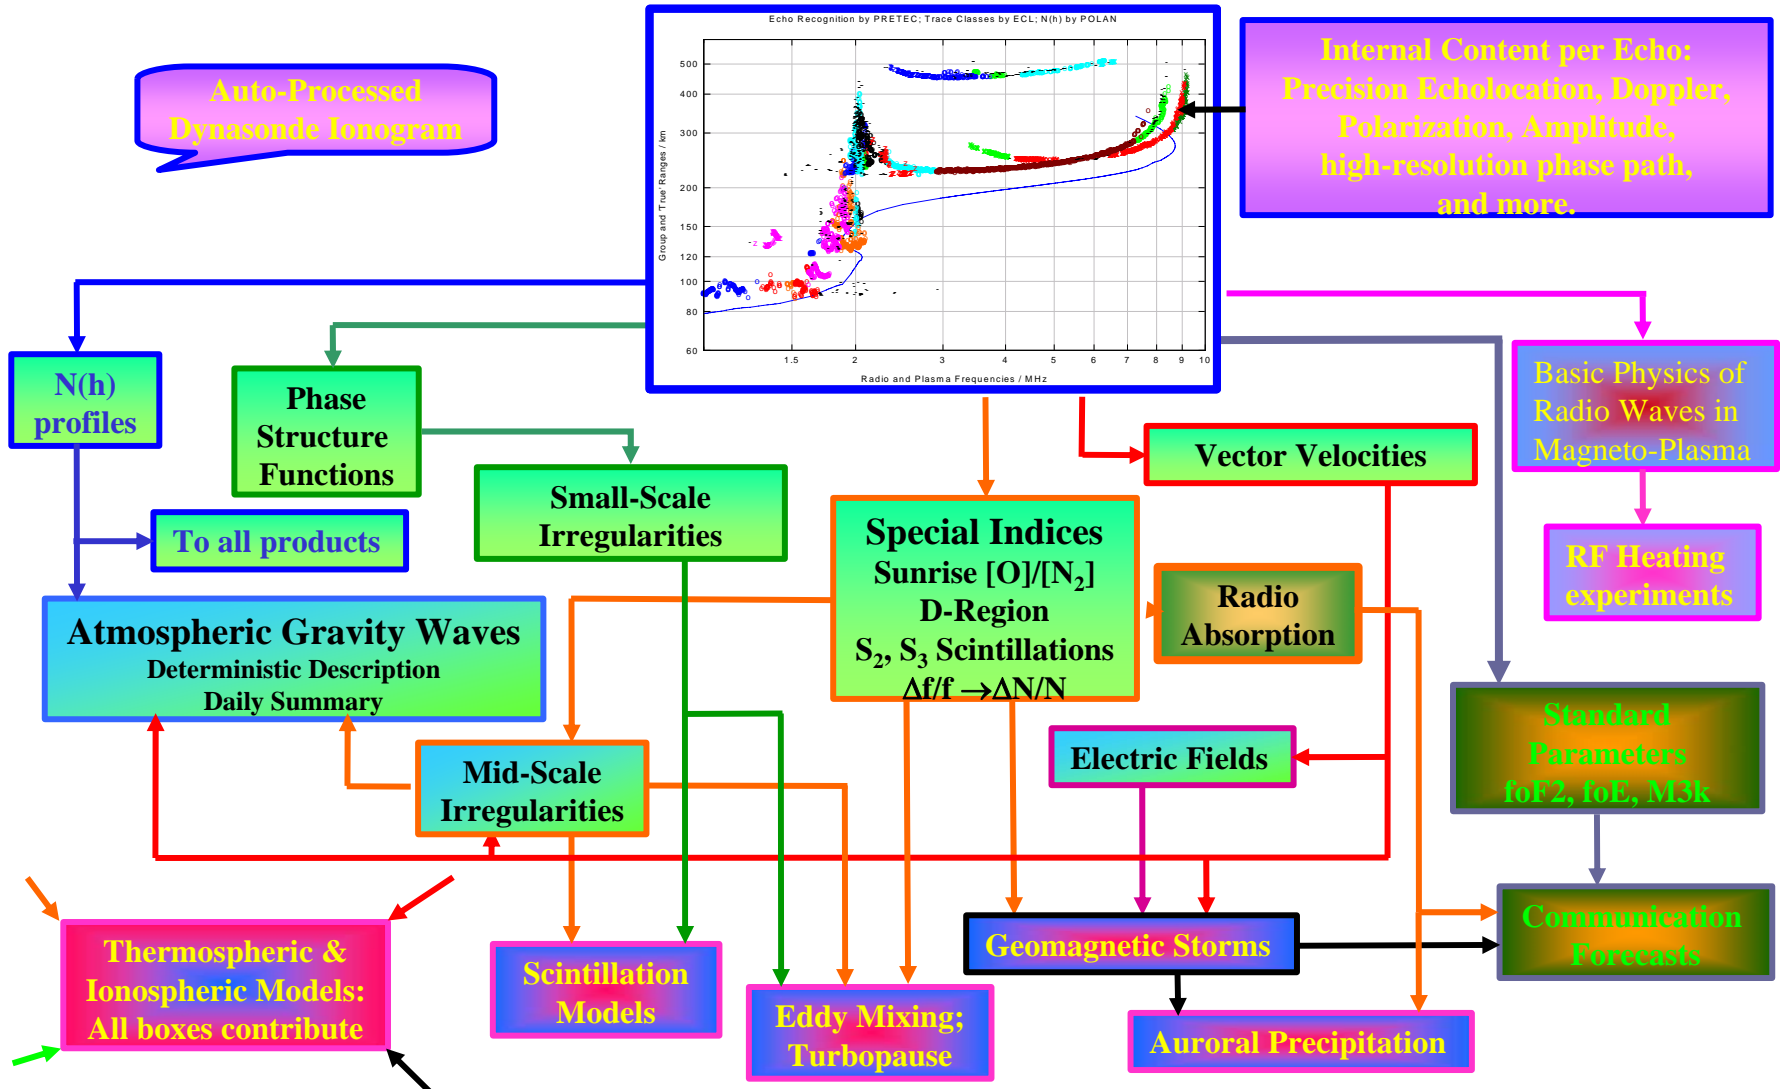 Echo Recognition by PRETEC; Trace Classes by ECL; N(h) by POLAN
Auto-Processed
Dynasonde Ionogram
Internal Content per Echo:
Precision Echolocation, Doppler,
Polarization, Amplitude,
high-resolution phase path,
and more.
Group and 'True' Ranges / km
500
400
300
200
150
120
100
80
60
1.5
2
3
4
5
6
7
8
9
10
Radio and Plasma Frequencies / MHz
N(h)
profiles
Phase
Structure
Functions
Basic Physics of
Radio Waves in
Magneto-Plasma
Vector Velocities
Small-Scale
Irregularities
To all products
Special Indices
Sunrise [O]/[N₂]
D-Region
S₂, S₃ Scintillations
Δf/f →ΔN/N
Radio
Absorption
RF Heating
experiments
Atmospheric Gravity Waves
Deterministic Description
Daily Summary
Standard
Parameters
foF2, foE, M3k
Mid-Scale
Irregularities
Electric Fields
Thermospheric &
Ionospheric Models:
All boxes contribute
Scintillation
Models
Eddy Mixing;
Turbopause
Geomagnetic Storms
Communication
Forecasts
Auroral Precipitation